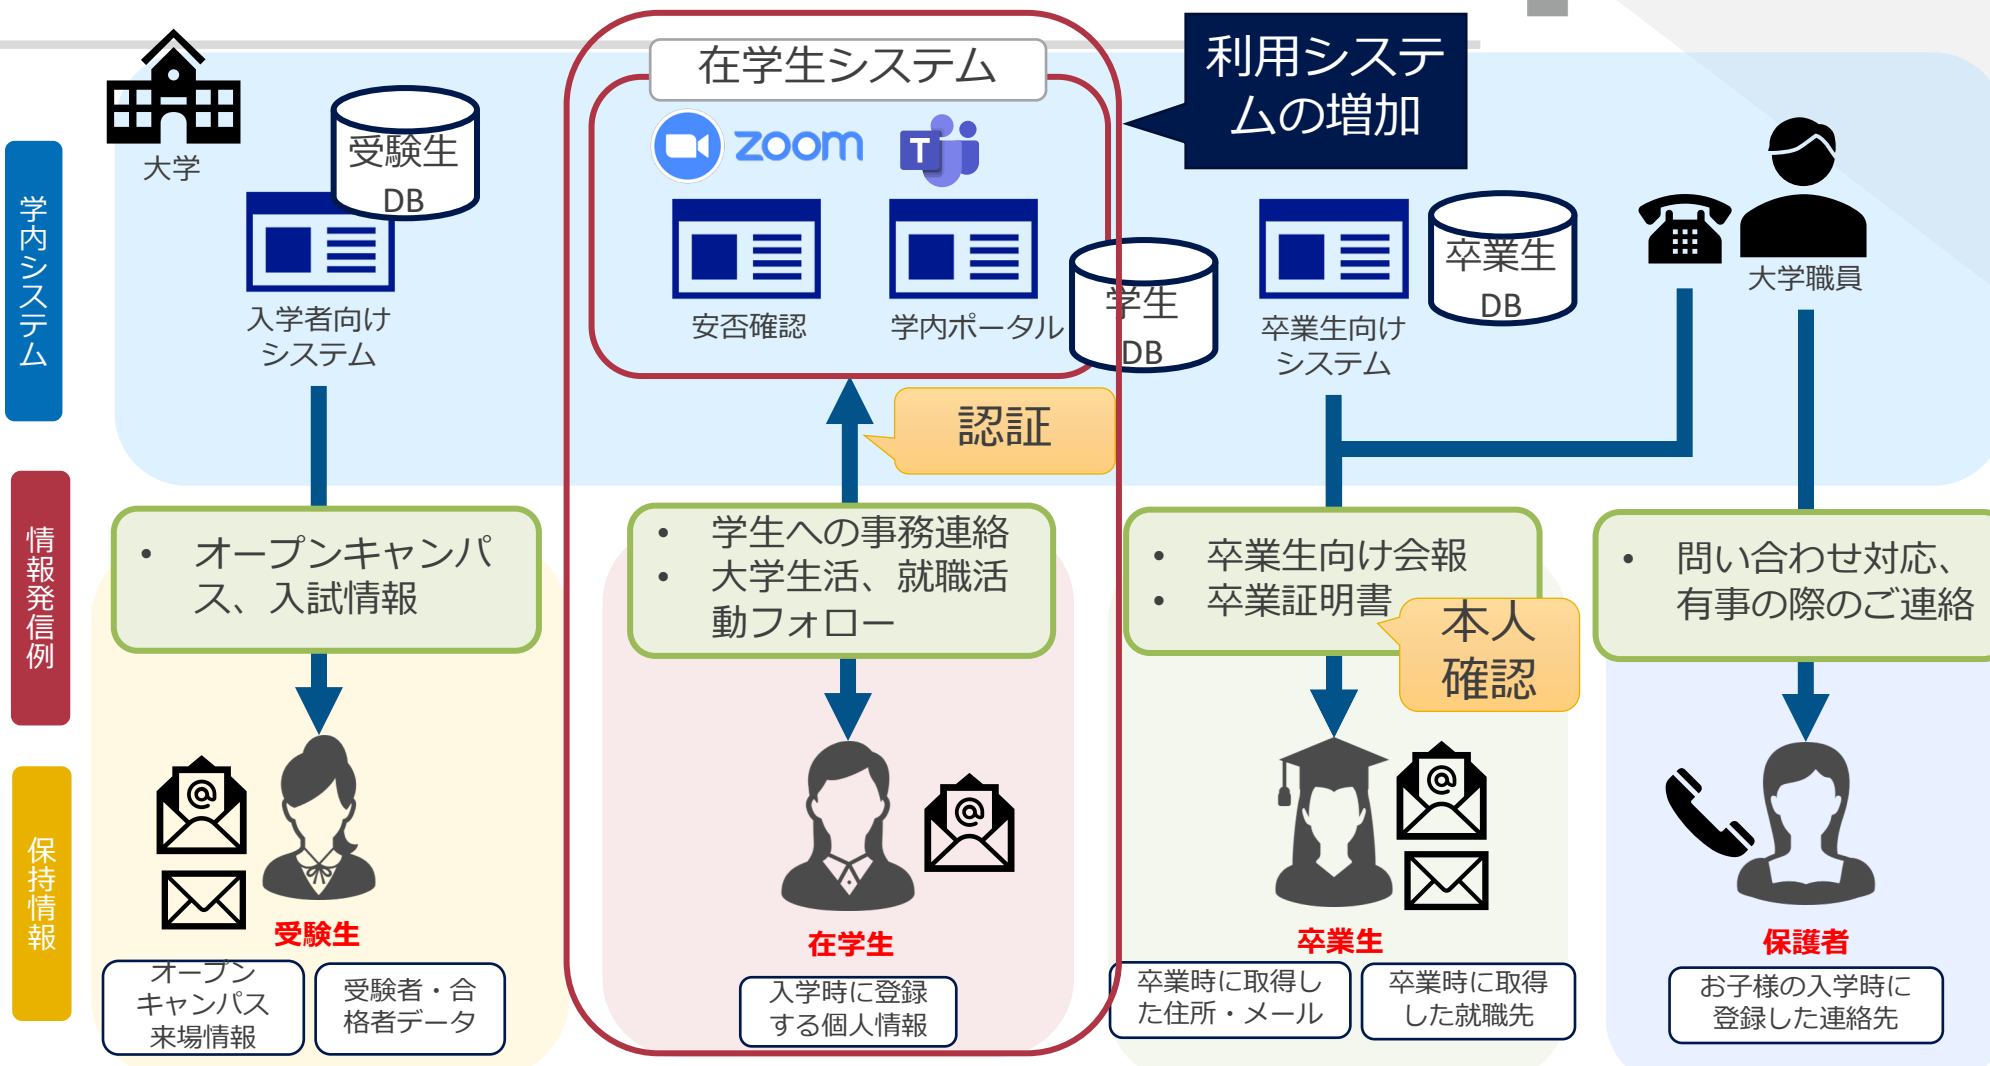 在学生システム
利用システ
ムの増加
大学
受験生
DB
zoom
T
入学者向け
システム
安否確認
学内ポータル
学生
DB
卒業生向け
システム
卒業生
DB
大学職員
学内システム
認証
情報発信例
• オープンキャンパ
ス、入試情報
• 学生への事務連絡
• 大学生活、就職活
動フォロー
• 卒業生向け会報
• 卒業証明書
本人
確認
• 問い合わせ対応、
有事の際のご連絡
保持情報
@
受験生
オープン
キャンパス
来場情報
受験者・合
格者データ
@
在学生
入学時に登録
する個人情報
@
卒業生
卒業時に取得し
た住所・メール
卒業時に取得
した就職先
保護者
お子様の入学時に
登録した連絡先